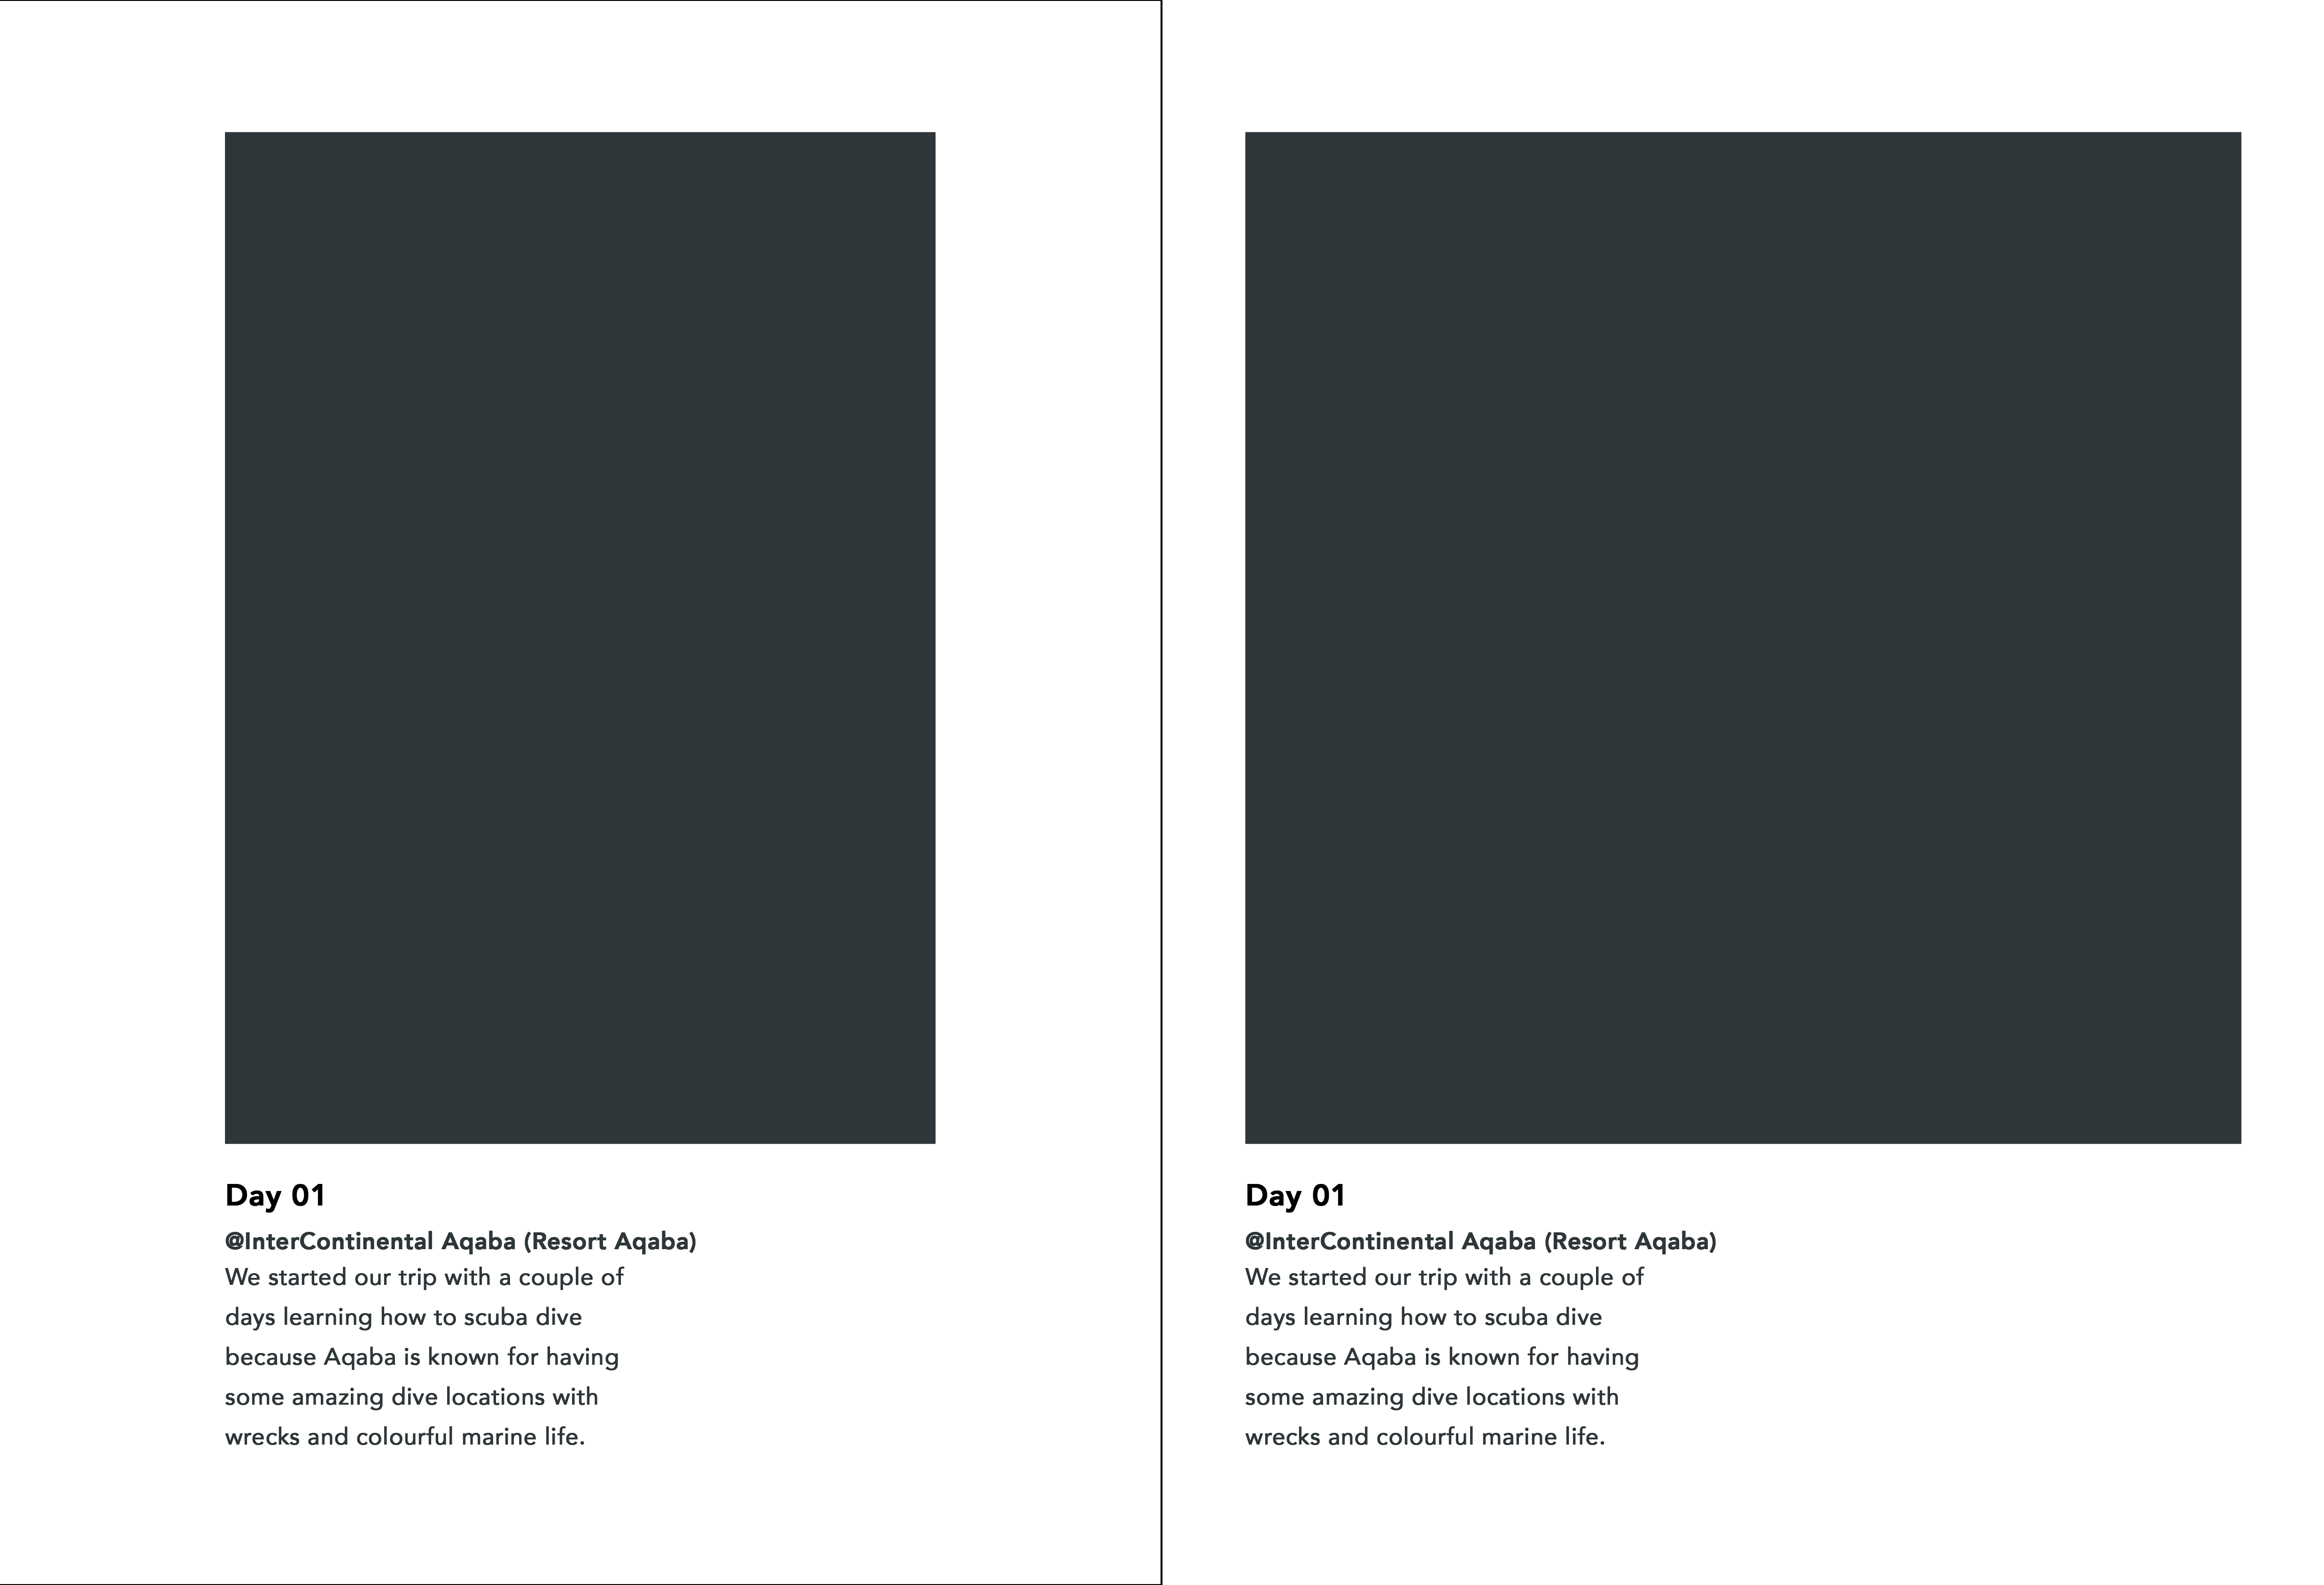 Day 01
@InterContinental Aqaba (Resort Aqaba)
We started our trip with a couple of
days learning how to scuba dive
because Aqaba is known for having
some amazing dive locations with
wrecks and colourful marine life.
Day 01
@InterContinental Aqaba (Resort Aqaba)
We started our trip with a couple of
days learning how to scuba dive
because Aqaba is known for having
some amazing dive locations with
wrecks and colourful marine life.